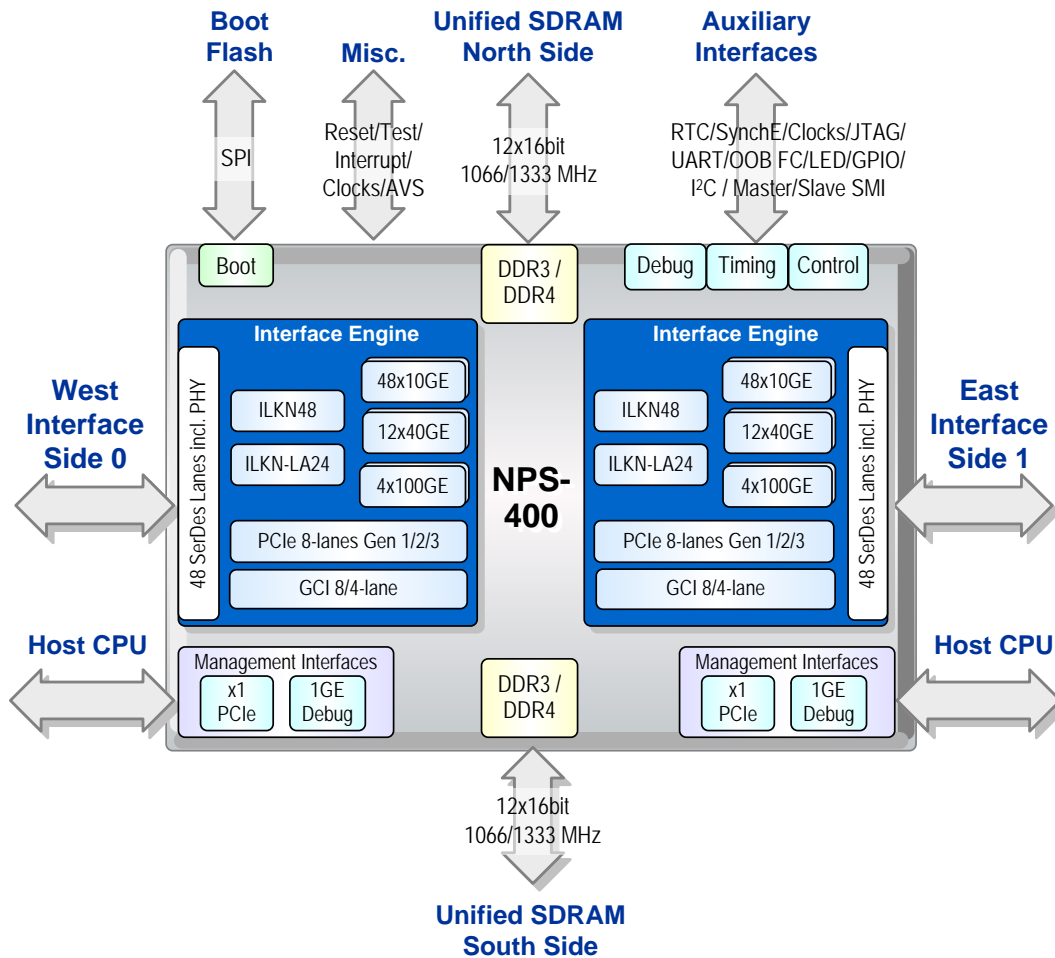 Boot
Flash
Misc.
Unified SDRAM
North Side
Auxiliary
Interfaces
SPI
Reset/Test/
Interrupt/
Clocks/AVS
12x16bit
1066/1333 MHz
RTC/SynchE/Clocks/JTAG/
UART/OOB FC/LED/GPIO/
I²C / Master/Slave SMI
Boot
DDR3 /
DDR4
Debug
Timing
Control
West
Interface
Side 0
Interface Engine
48 SerDes Lanes incl. PHY
ILKN48
ILKN-LA24
48x10GE
12x40GE
4x100GE
PCIe 8-lanes Gen 1/2/3
GCI 8/4-lane
NPS-
400
Interface Engine
ILKN48
ILKN-LA24
48x10GE
12x40GE
4x100GE
PCIe 8-lanes Gen 1/2/3
GCI 8/4-lane
48 SerDes Lanes incl. PHY
East
Interface
Side 1
Host CPU
Management Interfaces
x1
PCIe
1GE
Debug
DDR3 /
DDR4
Management Interfaces
x1
PCIe
1GE
Debug
Host CPU
12x16bit
1066/1333 MHz
Unified SDRAM
South Side